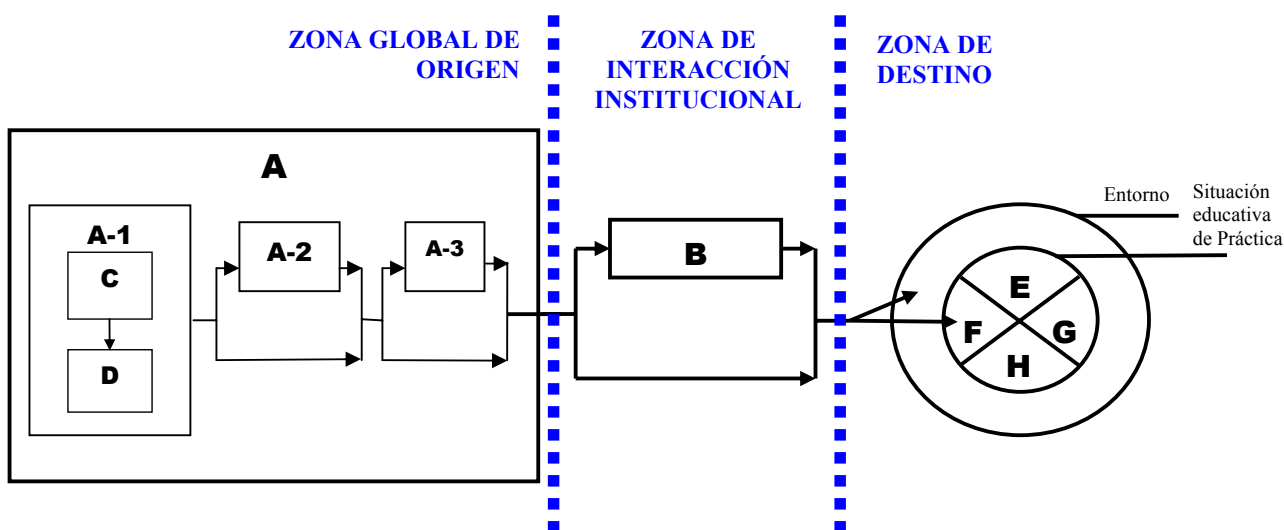 ZONA GLOBAL DE
ORIGEN
ZONA DE
INTERACCIÓN
INSTITUCIONAL
ZONA DE
DESTINO
A
A-1
C
D
A-2
A-3
B
Entorno
Situación
educativa
de Práctica
E
F
G
H